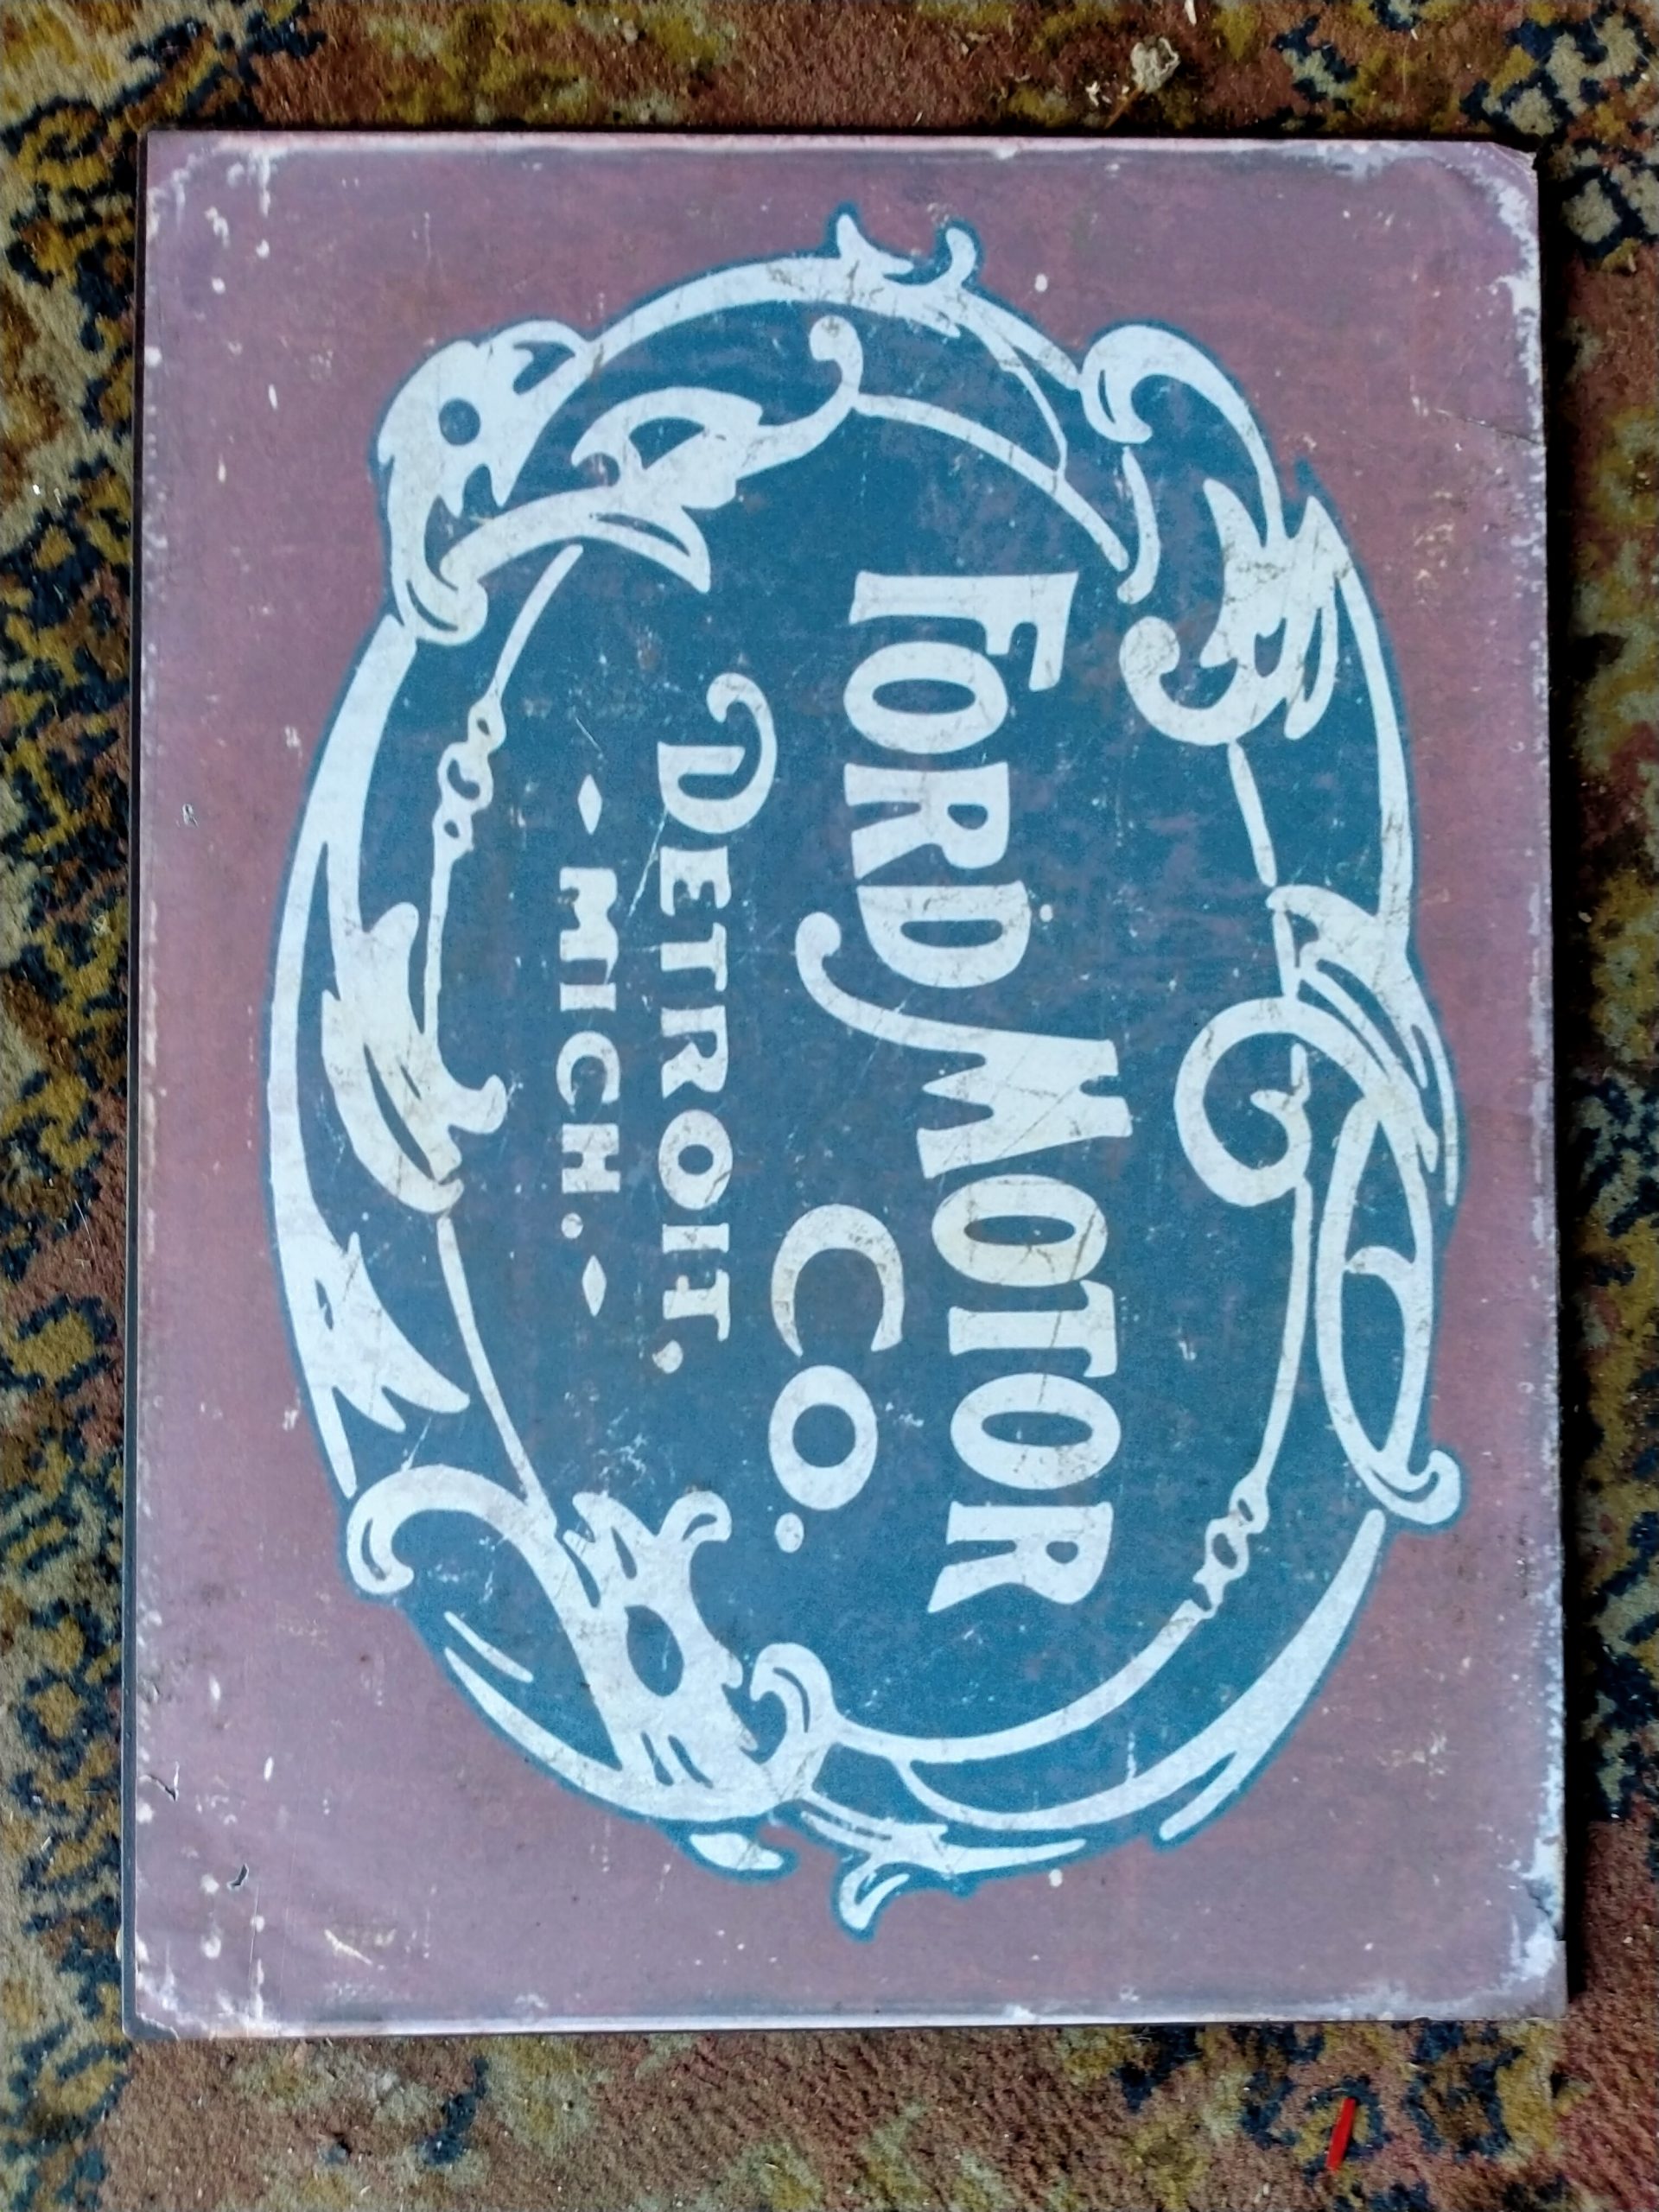 FORD MOTOR
CO.
DETROIT,
MICH.